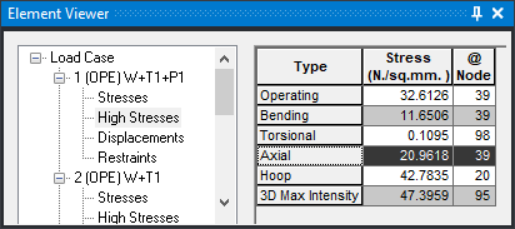 Element Viewer
Load Case
1 (OPE) W+T1+P1
Stresses
High Stresses
Displacements
Restraints
2 (OPE) W+T1
Stresses
High Stresses
Type Stress (N./sq.mm. ) @ Node
Operating 32.6126 39
Bending 11.6506 39
Torsional 0.1095 98
Axial 20.9618 39
Hoop 42.7835 20
3D Max Intensity 47.3959 95